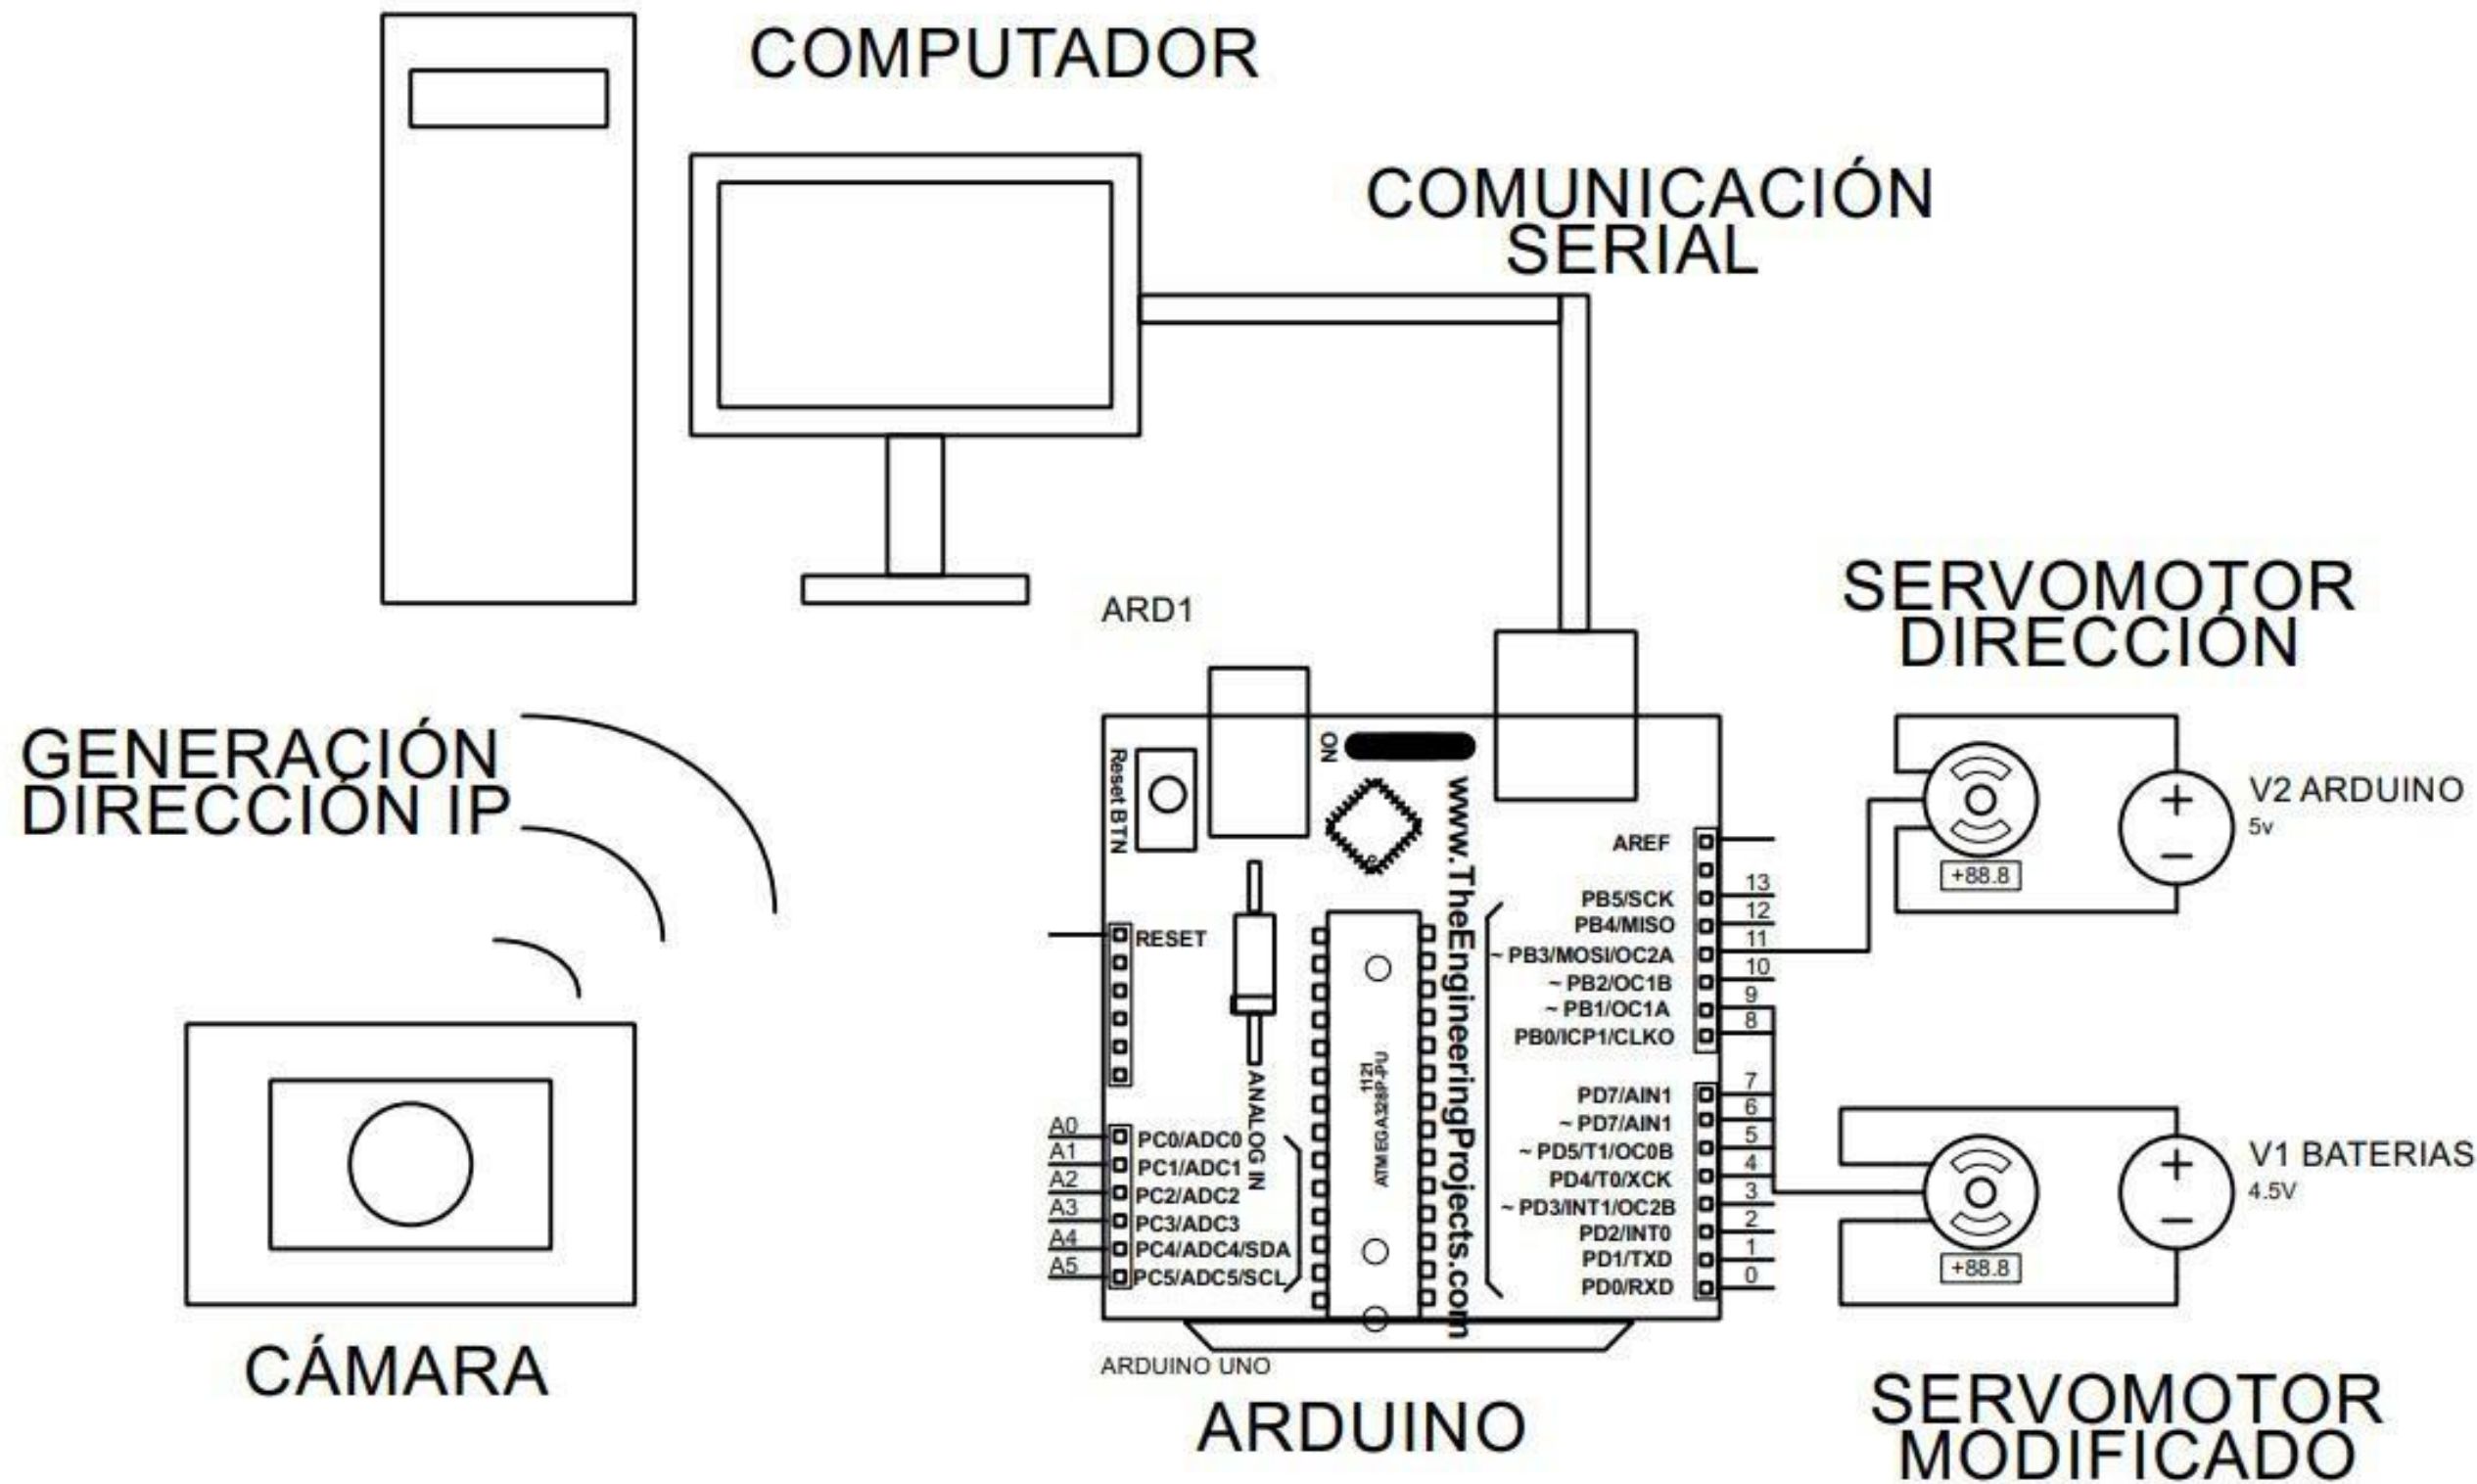 COMPUTADOR
COMUNICACIÓN
SERIAL
ARD1
SERVOMOTOR
DIRECCIÓN
GENERACIÓN
DIRECCIÓN IP
Reset BTN
ON
www.TheEngineeringProjects.com
V2 ARDUINO
5v
+88.8
AREF
13
PB5/SCK
12
PB4/MISO
11
~ PB3/MOSI/OC2A
10
~ PB2/OC1B
9
~ PB1/OC1A
8
PB0/ICP1/CLKO
RESET
1121
ATMEGA328P-PU
ANALOG IN
7
PD7/AIN1
6
~ PD7/AIN1
5
~ PD5/T1/OC0B
4
PD4/T0/XCK
3
~ PD3/INT1/OC2B
2
PD2/INT0
1
PD1/TXD
0
PD0/RXD
A0
PC0/ADC0
A1
PC1/ADC1
A2
PC2/ADC2
A3
PC3/ADC3
A4
PC4/ADC4/SDA
A5
PC5/ADC5/SCL
V1 BATERIAS
4.5V
+88.8
CÁMARA
ARDUINO UNO
ARDUINO
SERVOMOTOR
MODIFICADO